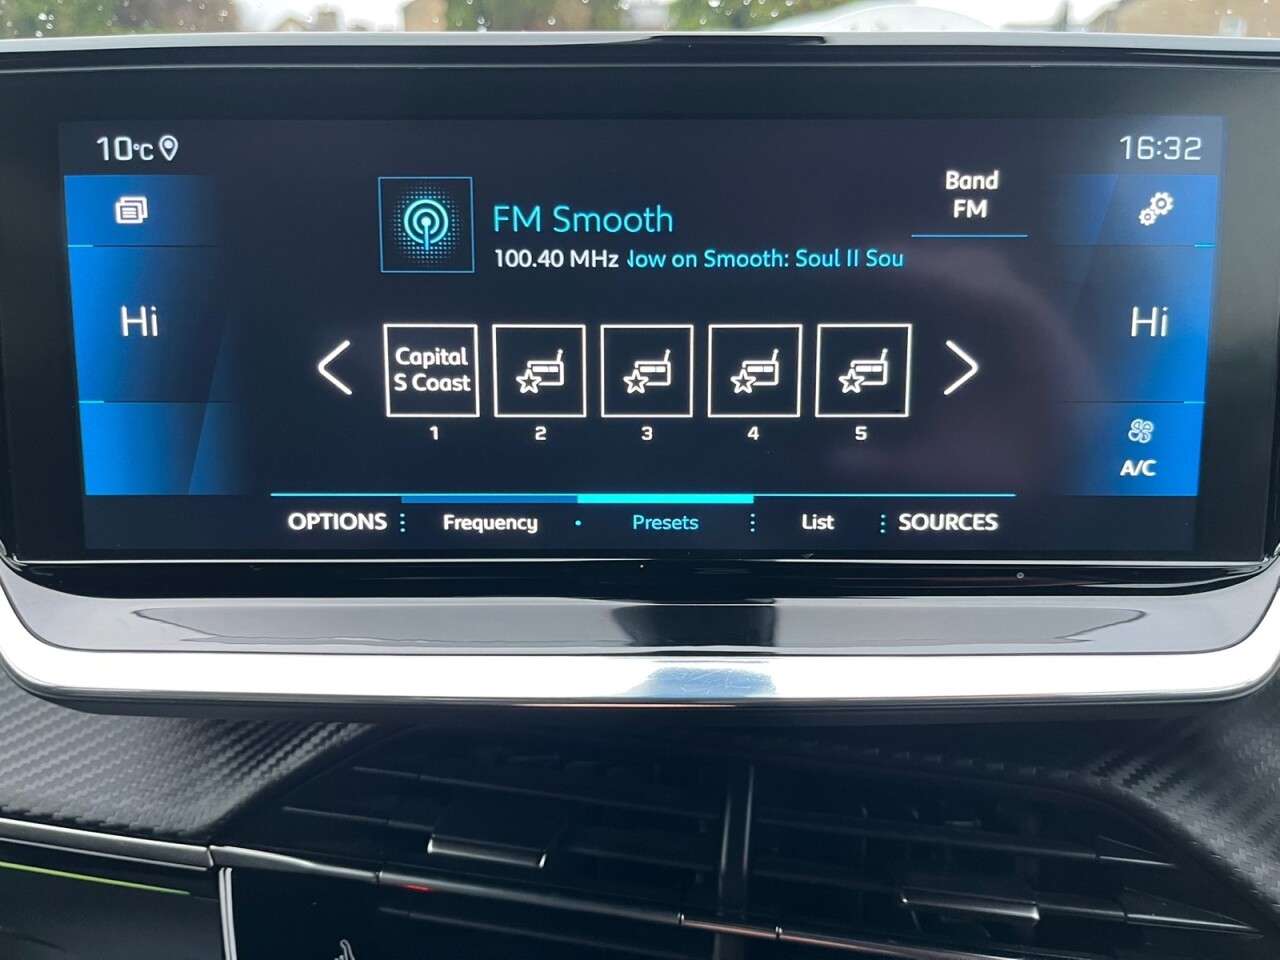 10°C
16:32
Band
FM
FM Smooth
100.40 MHz Now on Smooth: Soul II Sou
Hi
Hi
Capital
S Coast
1
2
3
4
5
A/C
OPTIONS
Frequency
Presets
List
SOURCES